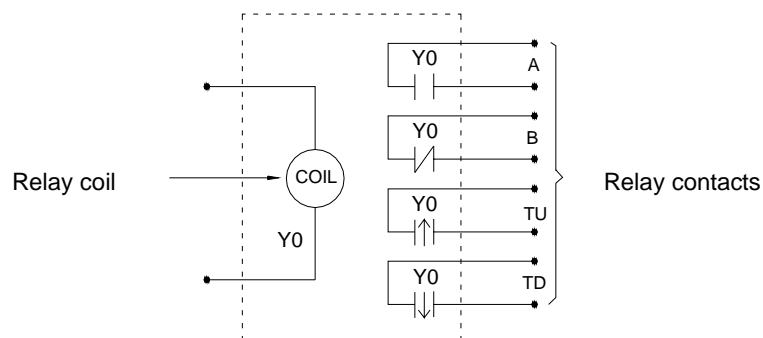 Relay coil
COIL
Y0
Y0
A
Y0
B
Y0
TU
Y0
TD
Relay contacts